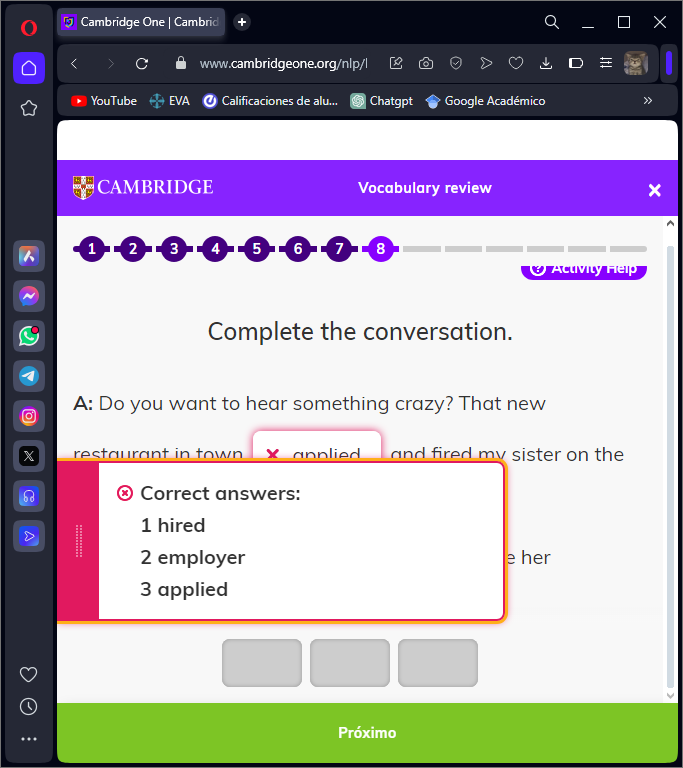 Cambridge One | Cambrid
www.cambridgeone.org/nlp/l
YouTube EVA Calificaciones de alu... Chatgpt Google Académico »
CAMBRIDGE Vocabulary review
1 2 3 4 5 6 7 8
Activity Help
Complete the conversation.
A: Do you want to hear something crazy? That new
restaurant in town applied and fired my sister on the
Correct answers:
1 hired
2 employer
3 applied
her
Próximo